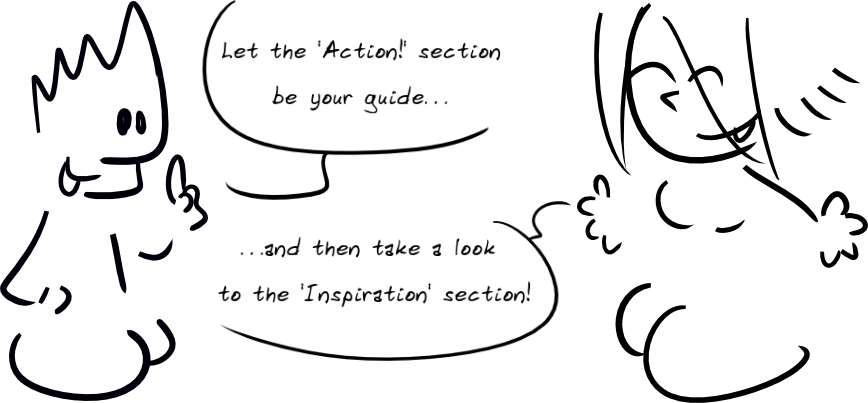 Let the 'Action!' section
be your guide...
...and then take a look
to the 'Inspiration' section!